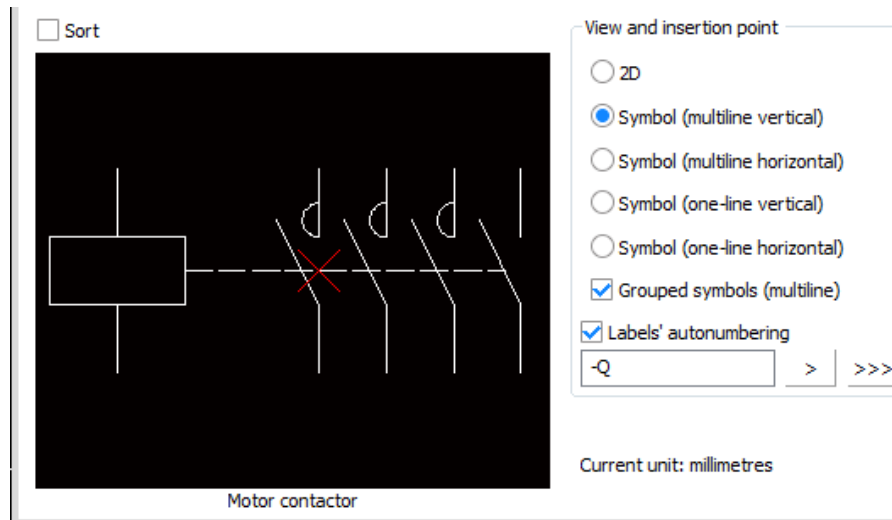 Sort
View and insertion point
2D
Symbol (multiline vertical)
Symbol (multiline horizontal)
Symbol (one-line vertical)
Symbol (one-line horizontal)
Grouped symbols (multiline)
Labels' autonumbering
-Q > >>>
Current unit: millimetres
Motor contactor